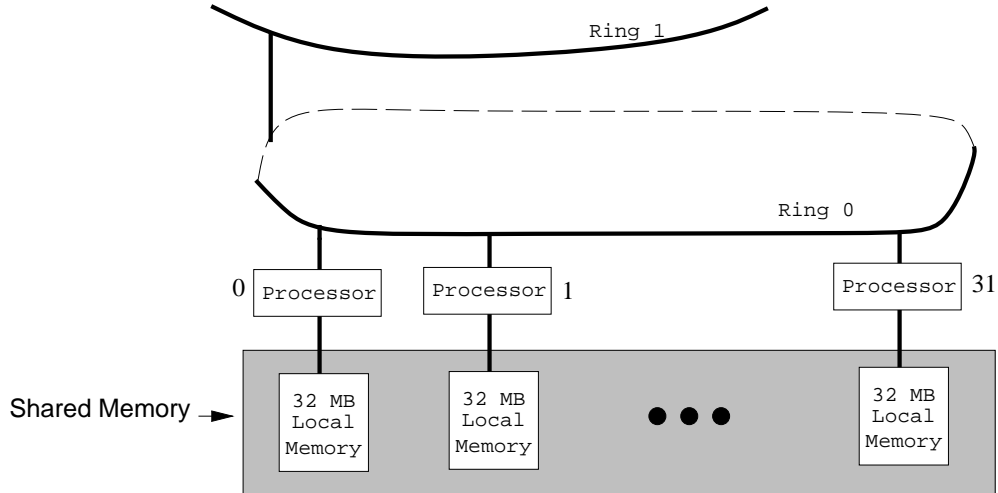 Ring 1
Ring 0
0
Processor
Processor
1
Processor
31
Shared Memory
32 MB
Local
Memory
32 MB
Local
Memory
32 MB
Local
Memory